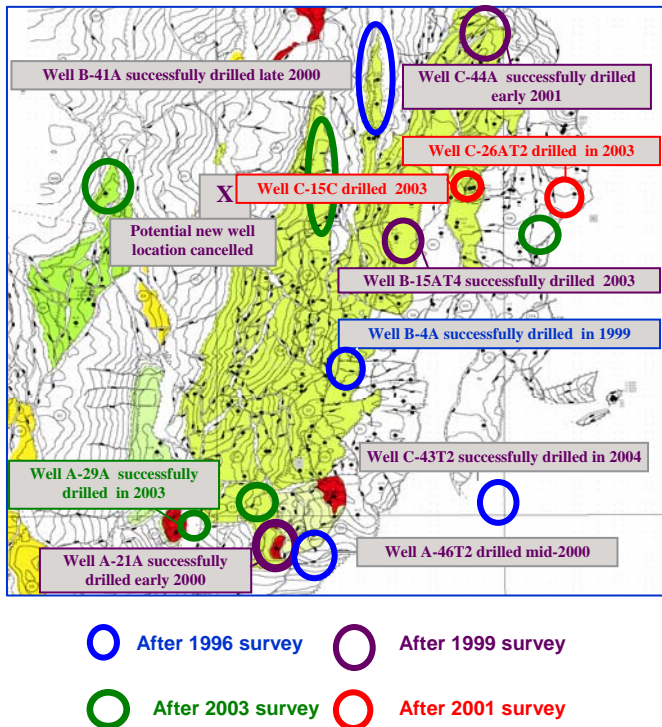 Well B-41A successfully drilled late 2000
Well C-44A successfully drilled
early 2001
Well C-26AT2 drilled in 2003
X
Well C-15C drilled 2003
Potential new well
location cancelled
Well B-15AT4 successfully drilled 2003
Well B-4A successfully drilled in 1999
Well C-43T2 successfully drilled in 2004
Well A-29A successfully
drilled in 2003
Well A-21A successfully
drilled early 2000
Well A-46T2 drilled mid-2000
After 1996 survey
After 1999 survey
After 2003 survey
After 2001 survey